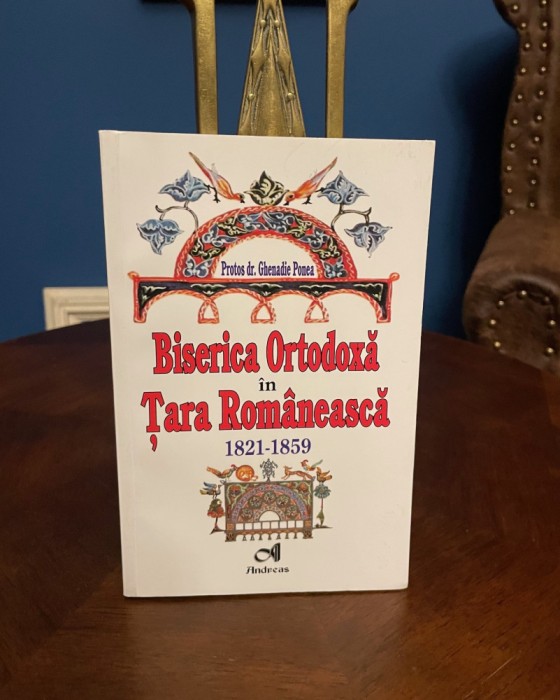 Protos dr. Ghenadie Ponea
Biserica Ortodoxă
în
Țara Românească
1821-1859
Andreas